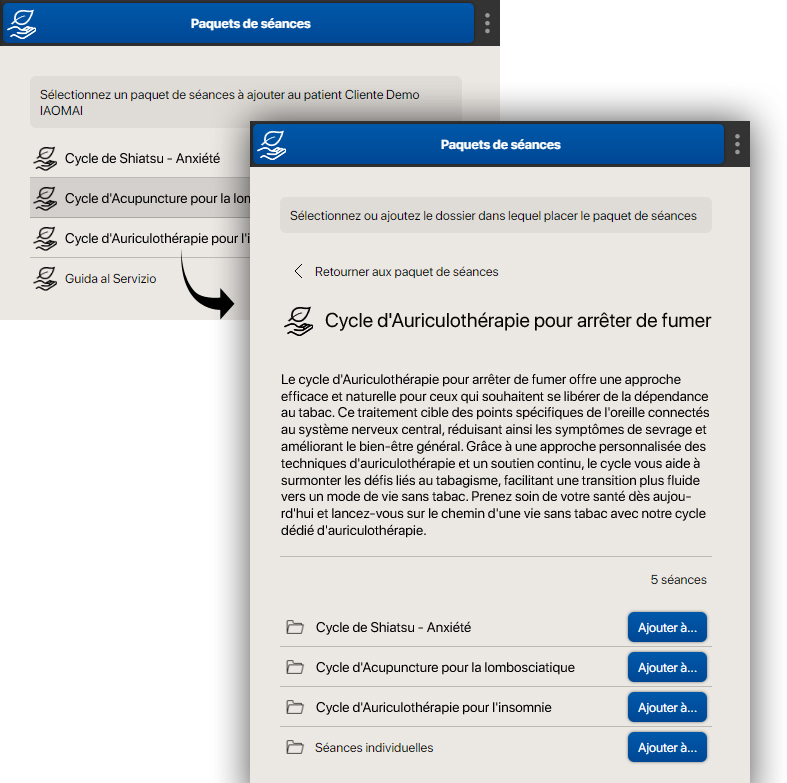 Paquets de séances
Sélectionnez un paquet de séances à ajouter au patient Cliente Demo
IAOMAI
Cycle de Shiatsu - Anxiété
Cycle d'Acupuncture pour la lom
Cycle d'Auriculothérapie pour l'i
Guida al Servizio
Paquets de séances
Sélectionnez ou ajoutez le dossier dans lequel placer le paquet de séances
Retourner aux paquet de séances
Cycle d'Auriculothérapie pour arrêter de fumer
Le cycle d'Auriculothérapie pour arrêter de fumer offre une approche
efficace et naturelle pour ceux qui souhaitent se libérer de la dépendance
au tabac. Ce traitement cible des points spécifiques de l'oreille connectés
au système nerveux central, réduisant ainsi les symptômes de sevrage et
améliorant le bien-être général. Grâce à une approche personnalisée des
techniques d'auriculothérapie et un soutien continu, le cycle vous aide à
surmonter les défis liés au tabagisme, facilitant une transition plus fluide
vers un mode de vie sans tabac. Prenez soin de votre santé dès aujou-
rd'hui et lancez-vous sur le chemin d'une vie sans tabac avec notre cycle
dédié d'auriculothérapie.
5 séances
Cycle de Shiatsu - Anxiété Ajouter à...
Cycle d'Acupuncture pour la lombosciatique Ajouter à...
Cycle d'Auriculothérapie pour l'insomnie Ajouter à...
Séances individuelles Ajouter à...